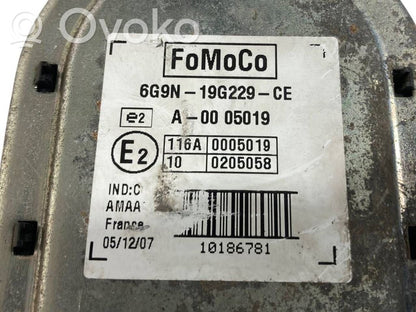 Ovoko
FoMoCo
6G9N-19G229-CE
e2 A-00 05019
E2
116A 0005019
10 0205058
IND:C
AMAA
France
05/12/07
10186781